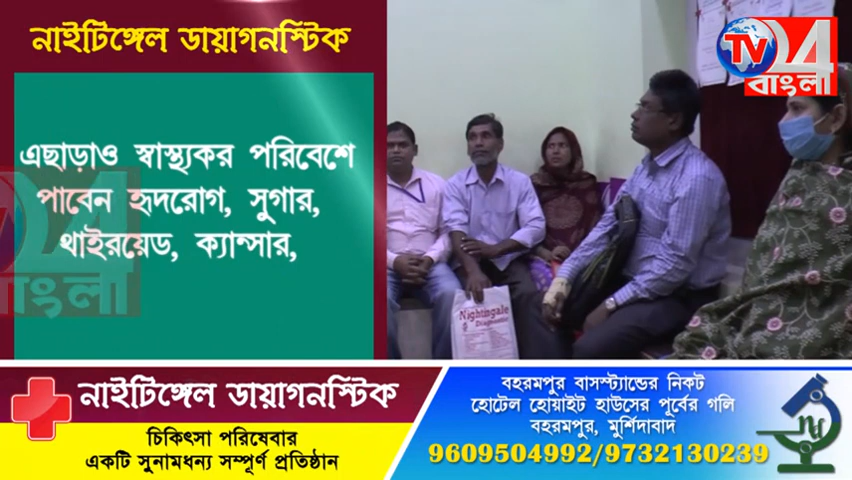 নাইটিঙ্গেল ডায়াগনস্টিক
TV 24
বাংলা
এছাড়াও স্বাস্থ্যকর পরিবেশে
পাবেন হৃদরোগ, সুগার,
থাইরয়েড, ক্যান্সার,
24
বাংলা
Nightingale
Diagnostic
নাইটিঙ্গেল ডায়াগনস্টিক
চিকিৎসা পরিষেবার
একটি সুনামধন্য সম্পূর্ণ প্রতিষ্ঠান
বহরমপুর বাসস্ট্যান্ডের নিকট
হোটেল হোয়াইট হাউসের পূর্বের গলি
বহরমপুর, মুর্শিদাবাদ
9609504992/9732130239